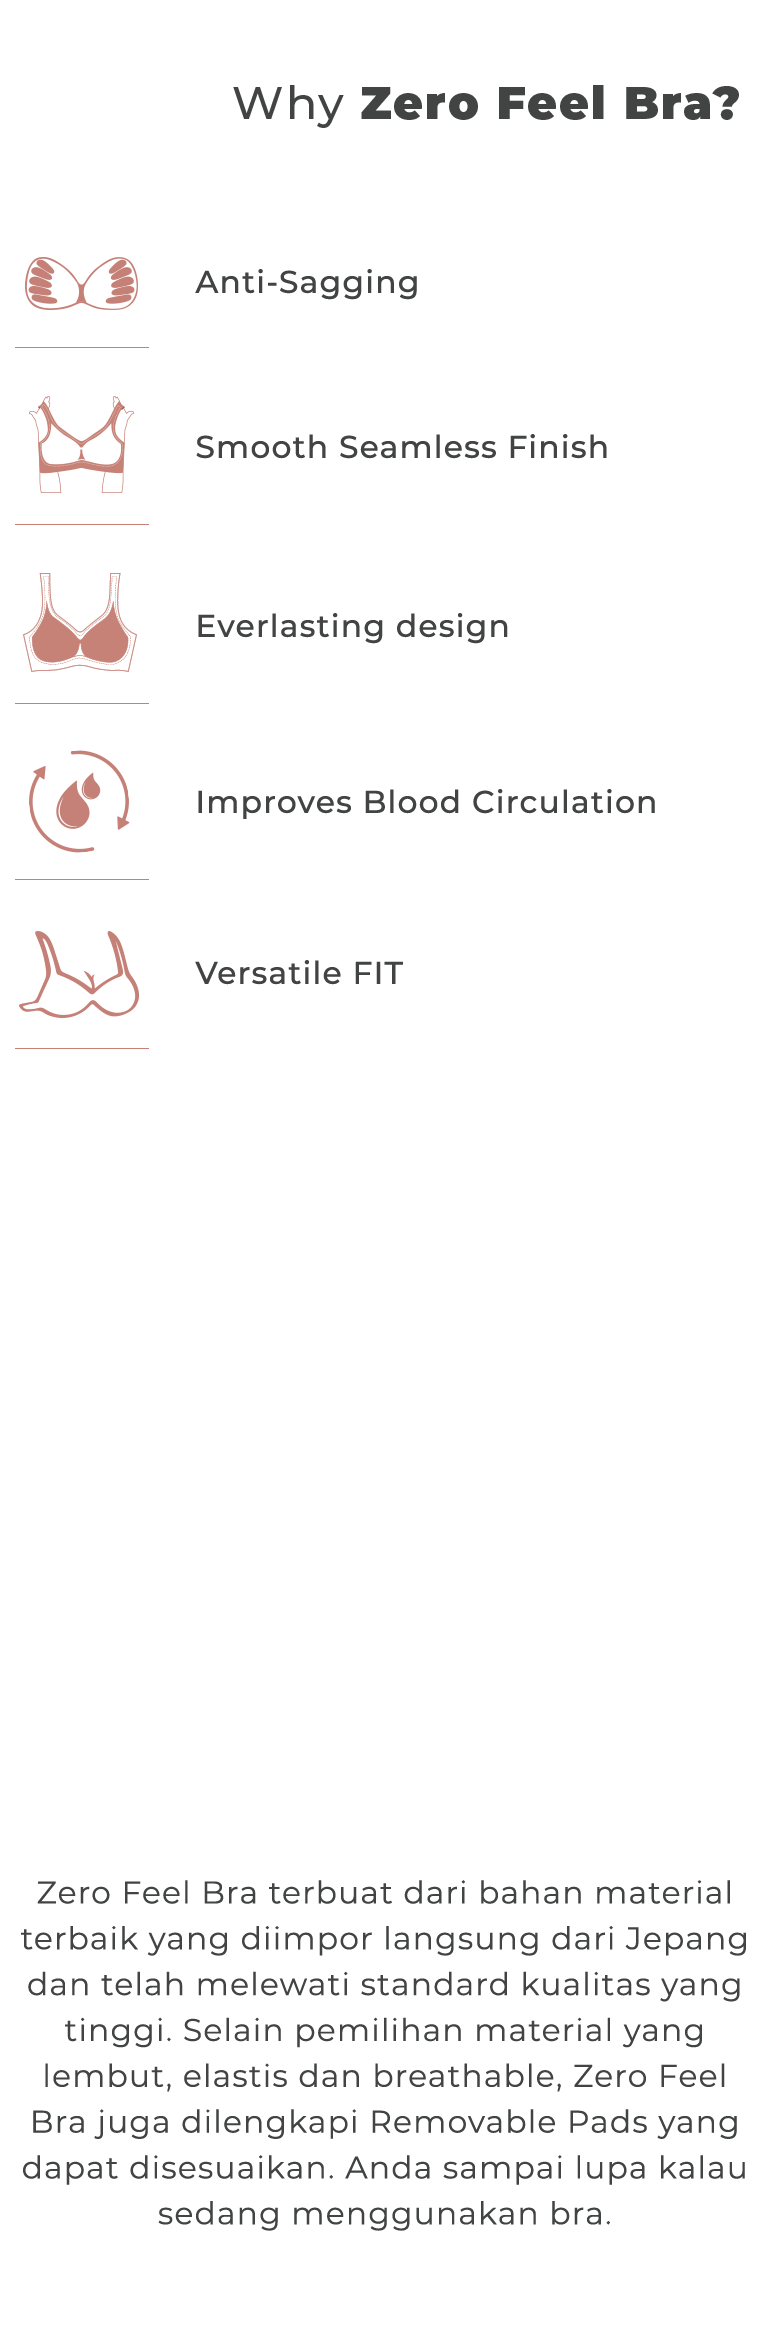 Why Zero Feel Bra?
Anti-Sagging
Smooth Seamless Finish
Everlasting design
Improves Blood Circulation
Versatile FIT
Zero Feel Bra terbuat dari bahan material
terbaik yang diimpor langsung dari Jepang
dan telah melewati standard kualitas yang
tinggi. Selain pemilihan material yang
lembut, elastis dan breathable, Zero Feel
Bra juga dilengkapi Removable Pads yang
dapat disesuaikan. Anda sampai lupa kalau
sedang menggunakan bra.